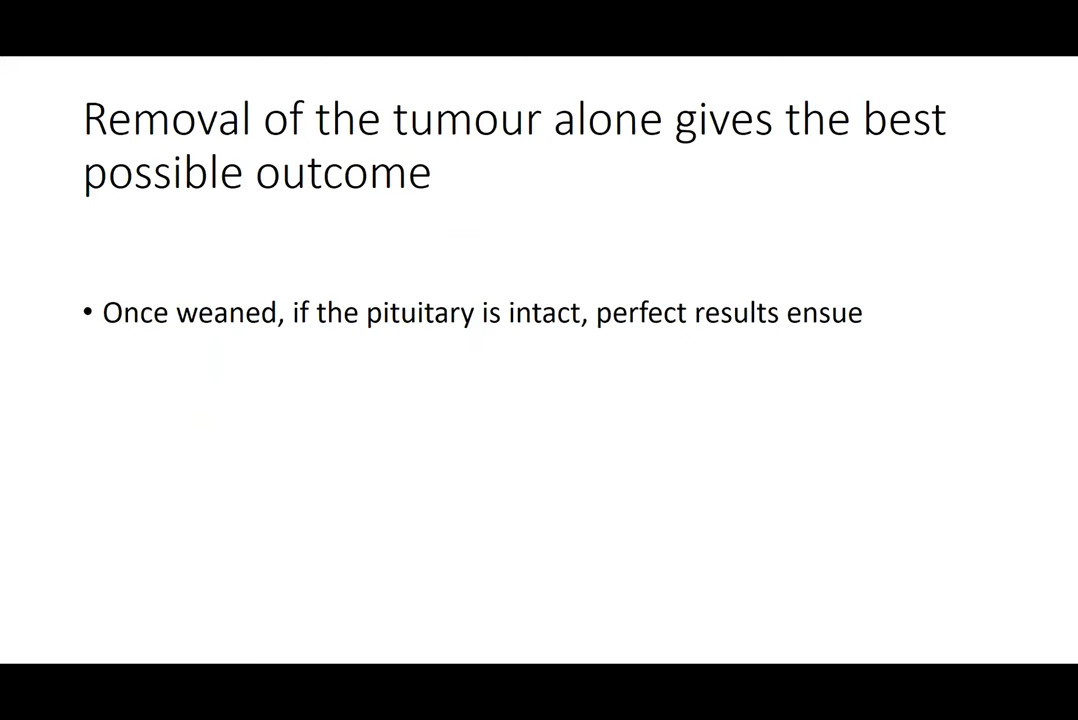 Removal of the tumour alone gives the best
possible outcome
• Once weaned, if the pituitary is intact, perfect results ensue